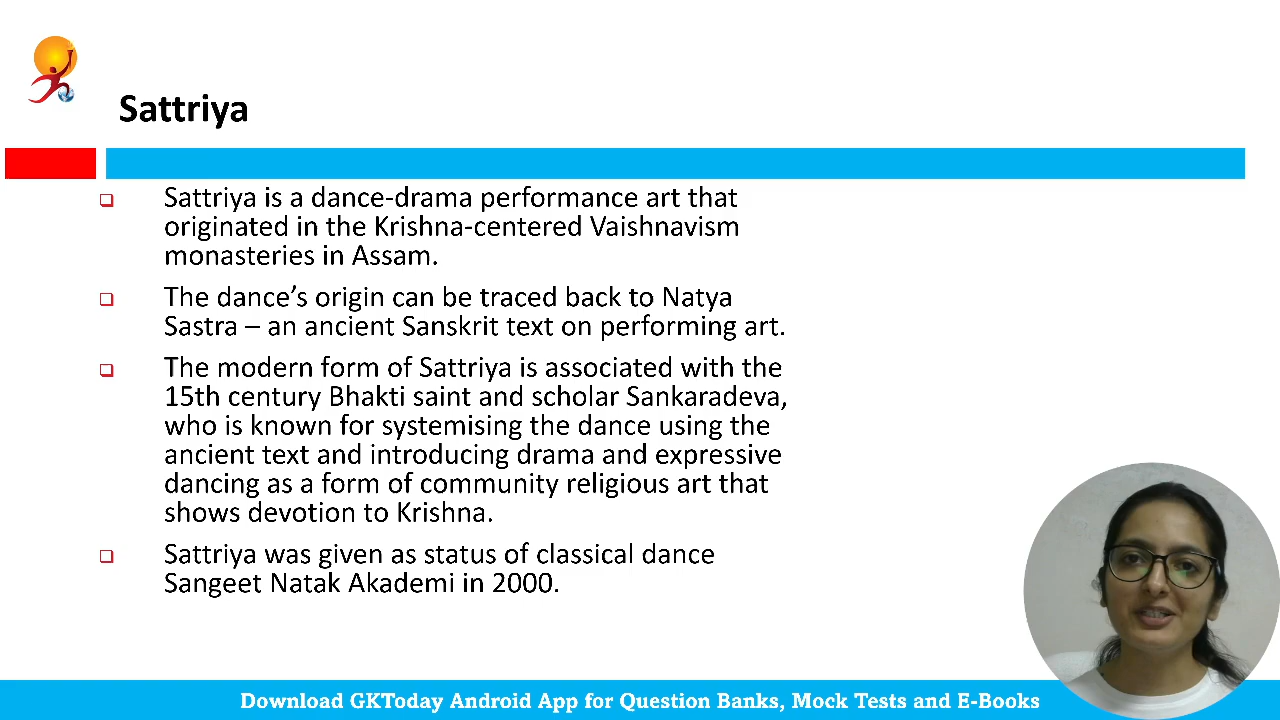 Sattriya
Sattriya is a dance-drama performance art that
originated in the Krishna-centered Vaishnavism
monasteries in Assam.
The dance’s origin can be traced back to Natya
Sastra – an ancient Sanskrit text on performing art.
The modern form of Sattriya is associated with the
15th century Bhakti saint and scholar Sankaradeva,
who is known for systemising the dance using the
ancient text and introducing drama and expressive
dancing as a form of community religious art that
shows devotion to Krishna.
Sattriya was given as status of classical dance
Sangeet Natak Akademi in 2000.
Download GKToday Android App for Question Banks, Mock Tests and E-Books